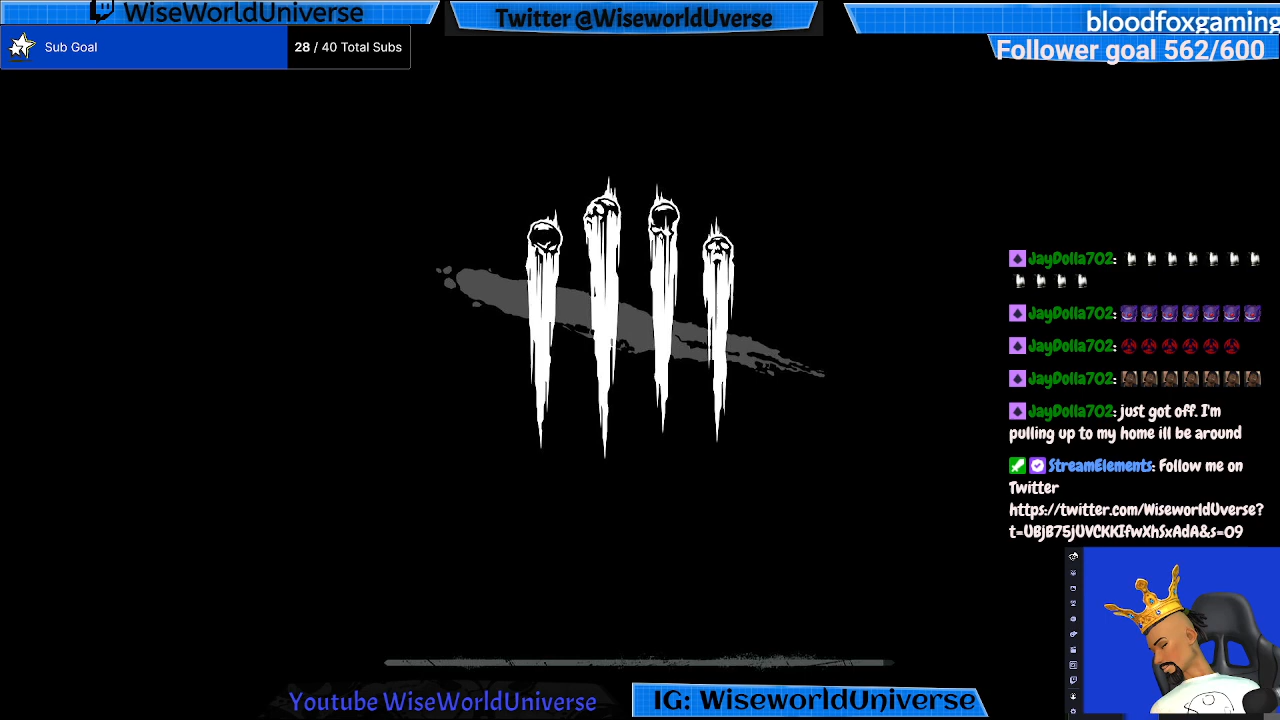 WiseWorldUniverse
Twitter @WiseworldUverse
bloodfoxgaming
Sub Goal
28 / 40 Total Subs
Follower goal 562/600
JayDolla702:
JayDolla702:
JayDolla702:
JayDolla702:
JayDolla702: just got off. I'm
pulling up to my home ill be around
StreamElements: Follow me on
Twitter
https://twitter.com/WiseworldUverse?
t=UBjB75jUVCKKIfwXhSxAdA&s=09
Youtube WiseWorldUniverse
IG: WiseworldUniverse